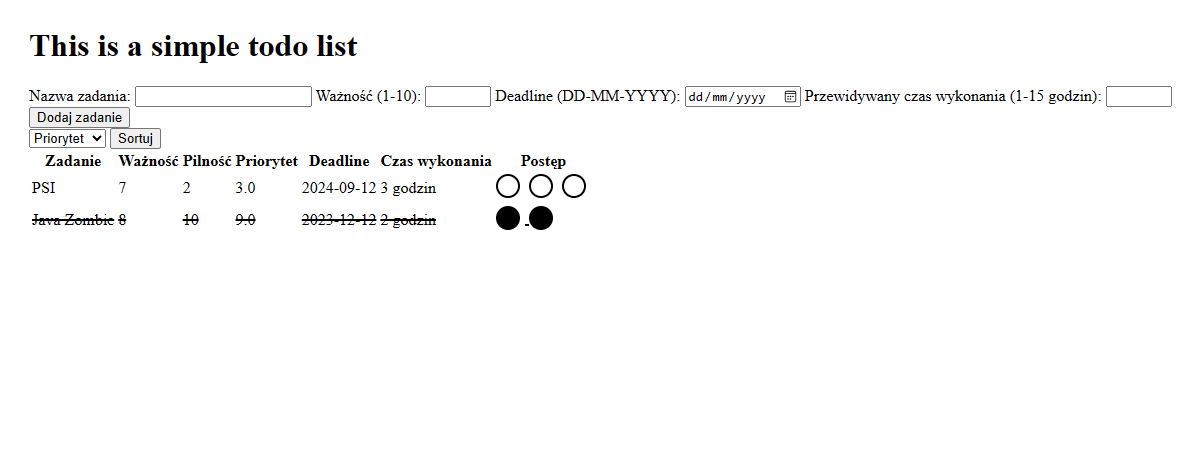 This is a simple todo list
Nazwa zadania: Ważność (1-10): Deadline (DD-MM-YYYY): dd/mm/yyyy Przewidywany czas wykonania (1-15 godzin):
Dodaj zadanie
Priorytet Sortuj
Zadanie Ważność Pilność Priorytet Deadline Czas wykonania Postęp
PSI 7 2 3.0 2024-09-12 3 godzin
Java Zombie 8 10 9.0 2023-12-12 2 godzin